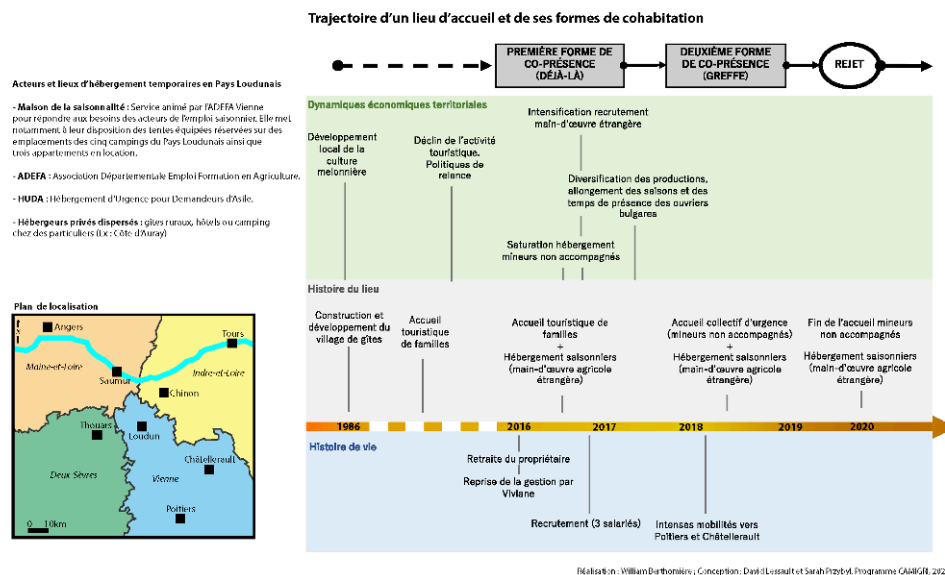 Trajectoire d'un lieu d'accueil et de ses formes de cohabitation
PREMIÈRE FORME DE
CO-PRÉSENCE
(DÉJÀ-LÀ)
DEUXIÈME FORME
DE CO-PRÉSENCE
(GREFFE)
REJET
Acteurs et lieux d'hébergement temporaires en Pays Loudunais
- Maison de la saisonnalité : Service animé par l'ADEFA Vienne
pour répondre aux besoins des acteurs de l'emploi saisonnier. Elle met
notamment à leur disposition des tentes équipées réservées sur des
emplacements des cinq campings du Pays Loudunais ainsi que
trois appartements en location.
- ADEFA : Association Départementale Emploi Formation en Agriculture.
- HUDA : Hébergement d'Urgence pour Demandeurs d'Asile.
- Hébergeurs privés dispersés : gîtes ruraux, hôtels ou camping
chez des particuliers (Ex : Côte d'Auray)
Dynamiques économiques territoriales
Développement
local de la
culture
melonnière
Déclin de l'activité
touristique.
Politiques de
relance
Intensification recrutement
main-d'œuvre étrangère
Diversification des productions,
allongement des saisons et des
temps de présence des ouvriers
bulgares
Saturation hébergement
mineurs non accompagnés
Histoire du lieu
Construction et
développement du
village de gîtes
Accueil
touristique
de familles
Accueil touristique de
familles
+
Hébergement saisonniers
(main-d'œuvre agricole
étrangère)
Accueil collectif d'urgence
(mineurs non accompagnés)
+
Hébergement saisonniers
(main-d'œuvre agricole
étrangère)
Fin de l'accueil mineurs
non accompagnés
Hébergement saisonniers
(main-d'œuvre agricole
étrangère)
1986
2016
2017
2018
2019
2020
Histoire de vie
Retraite du propriétaire
Reprise de la gestion par
Viviane
Recrutement (3 salariés)
Intenses mobilités vers
Poitiers et Châtellerault
Plan de localisation
Angers
Tours
Maine-et-Loire
Indre-et-Loire
Saumur
Chinon
Thouars
Loudun
Châtellerault
Deux Sèvres
Vienne
Poitiers
0 10km
Réalisation : William Berthomière ; Conception : David Lessault et Sarah Przybyl. Programme CAMIGRI,